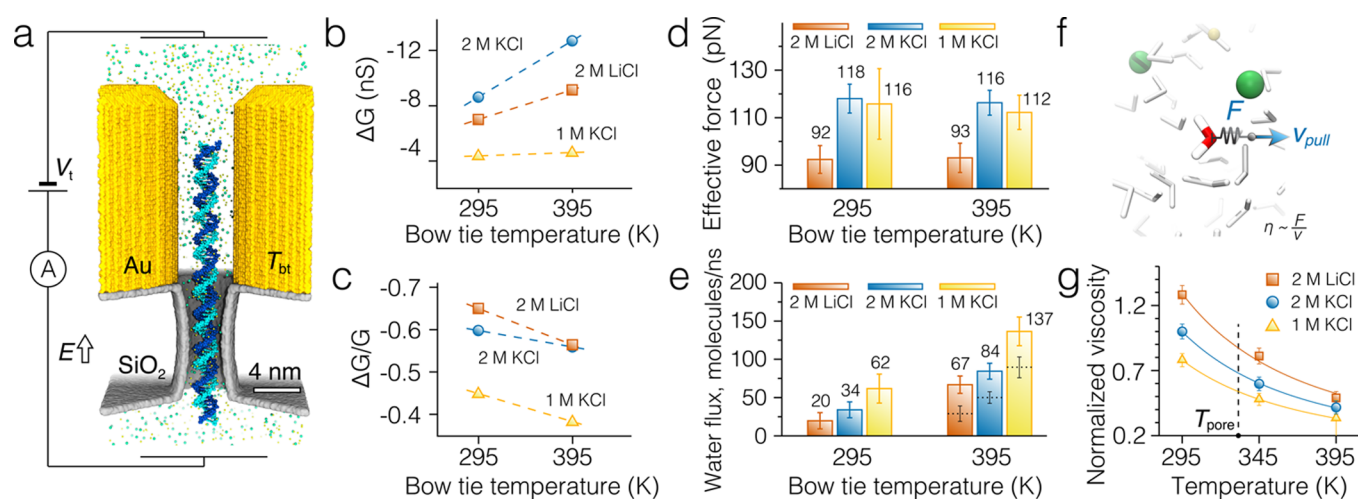 a
V_t
A
E
Au
T_bt
SiO₂
4 nm
b
ΔG (nS)
-12
-8
-4
2 M KCl
2 M LiCl
1 M KCl
295
395
Bow tie temperature (K)
c
ΔG/G
-0.7
-0.6
-0.5
-0.4
2 M LiCl
2 M KCl
1 M KCl
295
395
Bow tie temperature (K)
d
Effective force (pN)
2 M LiCl
2 M KCl
1 M KCl
130
110
90
92
118
116
93
116
112
295
395
Bow tie temperature (K)
e
Water flux, molecules/ns
2 M LiCl
2 M KCl
1 M KCl
200
150
100
50
0
20
34
62
67
84
137
295
395
Bow tie temperature (K)
f
F
v_pull
η ~ F/v
g
Normalized viscosity
1.2
0.7
0.2
2 M LiCl
2 M KCl
1 M KCl
T_pore
295
345
395
Temperature (K)